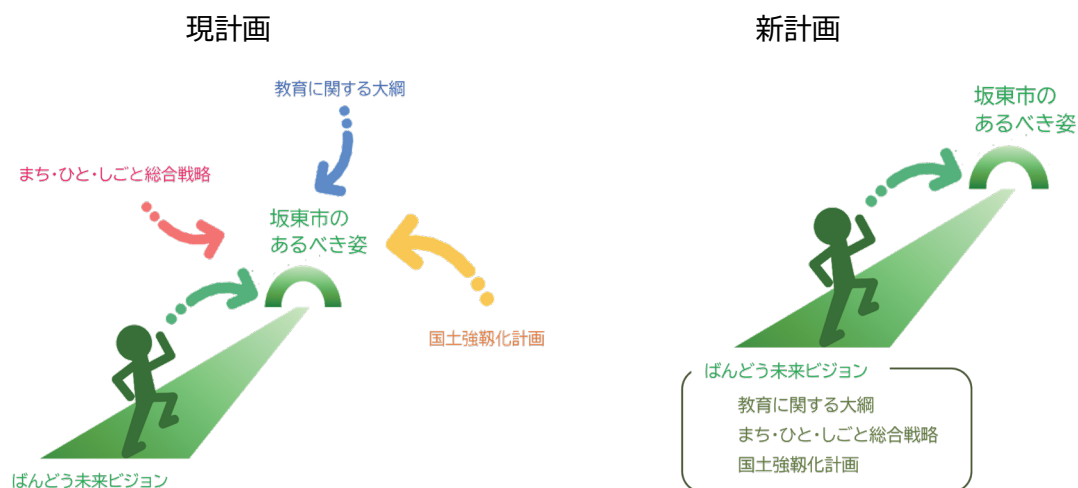 現計画
教育に関する大綱
まち・ひと・しごと総合戦略
坂東市の
あるべき姿
国土強靱化計画
ばんどう未来ビジョン
新計画
坂東市の
あるべき姿
ばんどう未来ビジョン
教育に関する大綱
まち・ひと・しごと総合戦略
国土強靱化計画